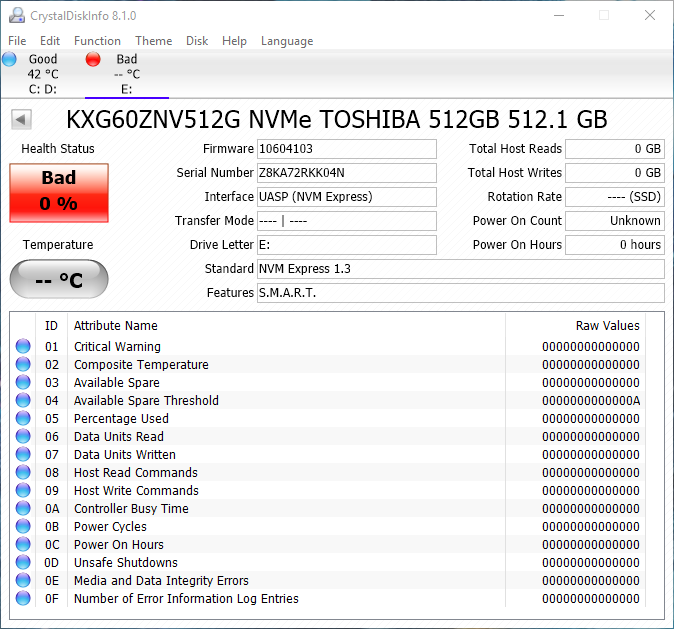 CrystalDiskInfo 8.1.0
File Edit Function Theme Disk Help Language
Good Bad
42 °C -- °C
C: D: E:
KXG60ZNV512G NVMe TOSHIBA 512GB 512.1 GB
Health Status Firmware 10604103 Total Host Reads 0 GB
Bad Serial Number Z8KA72RKK04N Total Host Writes 0 GB
0 % Interface UASP (NVM Express) Rotation Rate ---- (SSD)
Transfer Mode ---- | ---- Power On Count Unknown
Temperature Drive Letter E: Power On Hours 0 hours
-- °C Standard NVM Express 1.3
Features S.M.A.R.T.
ID Attribute Name Raw Values
01 Critical Warning 00000000000000
02 Composite Temperature 00000000000000
03 Available Spare 00000000000000
04 Available Spare Threshold 0000000000000A
05 Percentage Used 00000000000000
06 Data Units Read 00000000000000
07 Data Units Written 00000000000000
08 Host Read Commands 00000000000000
09 Host Write Commands 00000000000000
0A Controller Busy Time 00000000000000
0B Power Cycles 00000000000000
0C Power On Hours 00000000000000
0D Unsafe Shutdowns 00000000000000
0E Media and Data Integrity Errors 00000000000000
0F Number of Error Information Log Entries 00000000000000